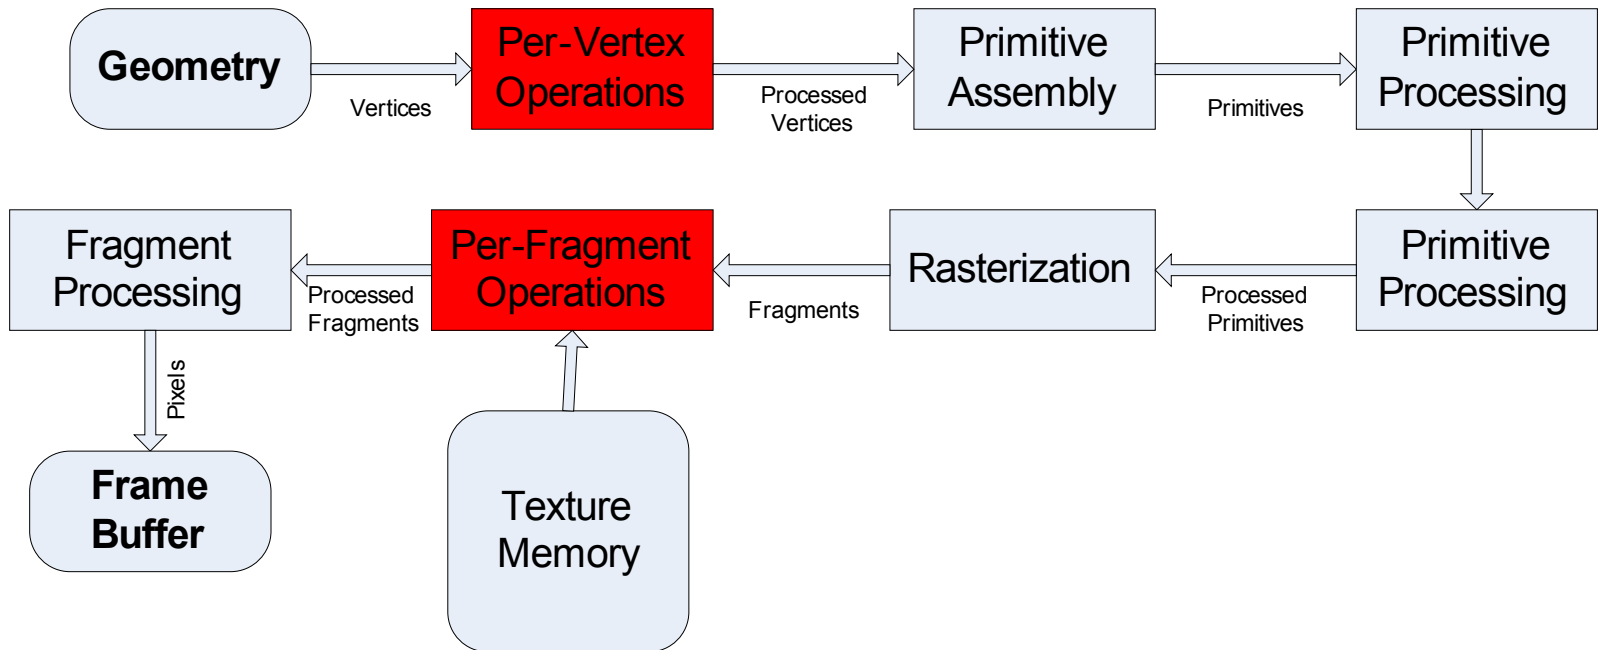 Geometry
Vertices
Per-Vertex
Operations
Processed
Vertices
Primitive
Assembly
Primitives
Primitive
Processing
Primitive
Processing
Processed
Primitives
Rasterization
Fragments
Per-Fragment
Operations
Processed
Fragments
Fragment
Processing
Pixels
Frame
Buffer
Texture
Memory